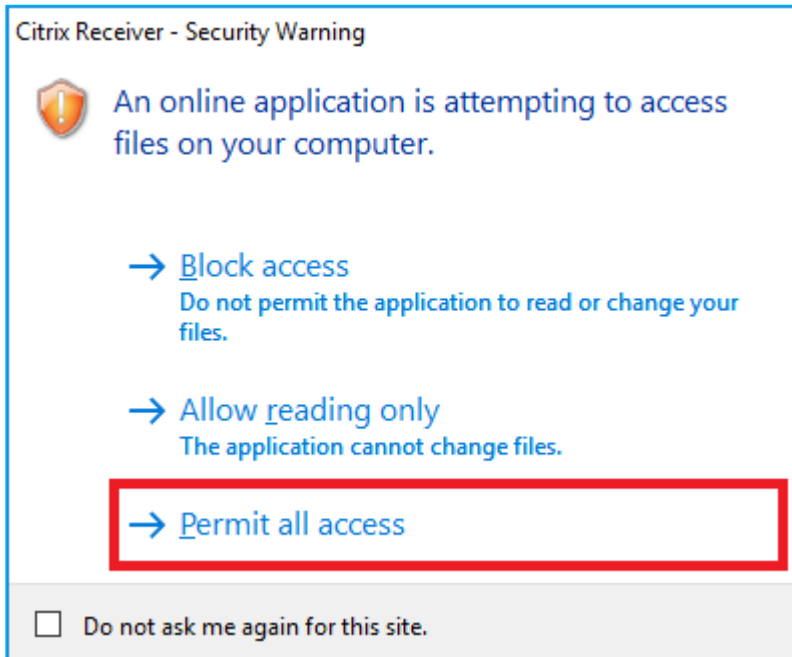 Citrix Receiver - Security Warning
An online application is attempting to access
files on your computer.
Block access
Do not permit the application to read or change your
files.
Allow reading only
The application cannot change files.
Permit all access
Do not ask me again for this site.